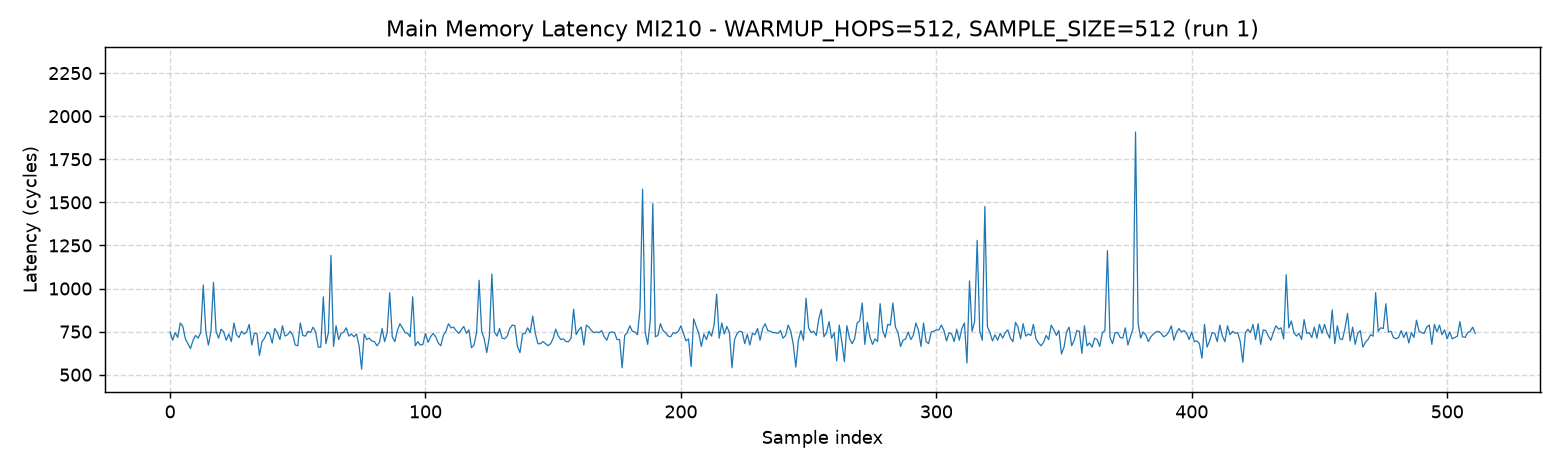 Main Memory Latency MI210 - WARMUP_HOPS=512, SAMPLE_SIZE=512 (run 1)
Latency (cycles)
2250
2000
1750
1500
1250
1000
750
500
0 100 200 300 400 500
Sample index